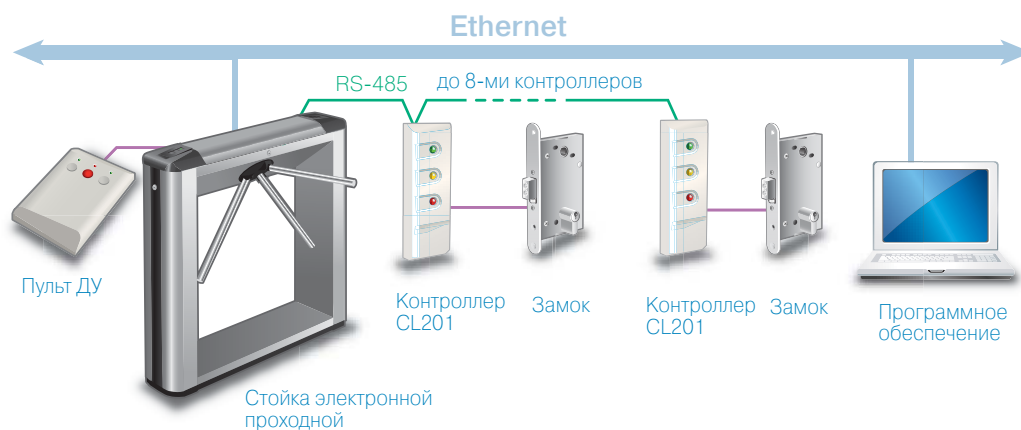 Ethernet
RS-485
до 8-ми контроллеров
Пульт ДУ
Контроллер
CL201
Замок
Контроллер
CL201
Замок
Программное
обеспечение
Стойка электронной
проходной